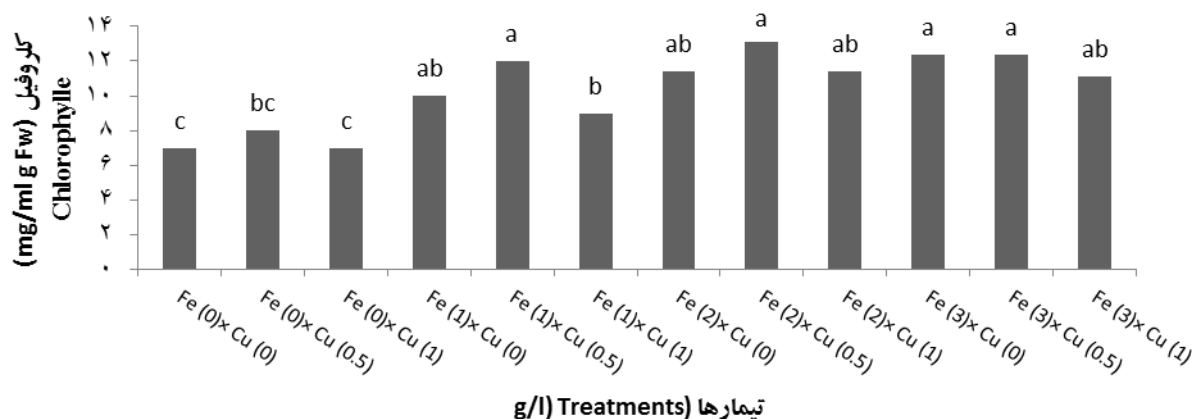 کلروفیل (mg/ml g Fw)
Chlorophylle
۱۴
۱۲
۱۰
۸
۶
۴
۲
۰
c
bc
c
ab
a
b
ab
a
ab
a
a
ab
Fe (0)× Cu (0)
Fe (0)× Cu (0.5)
Fe (0)× Cu (1)
Fe (1)× Cu (0)
Fe (1)× Cu (0.5)
Fe (1)× Cu (1)
Fe (2)× Cu (0)
Fe (2)× Cu (0.5)
Fe (2)× Cu (1)
Fe (3)× Cu (0)
Fe (3)× Cu (0.5)
Fe (3)× Cu (1)
g/l) Treatments) تیمارها